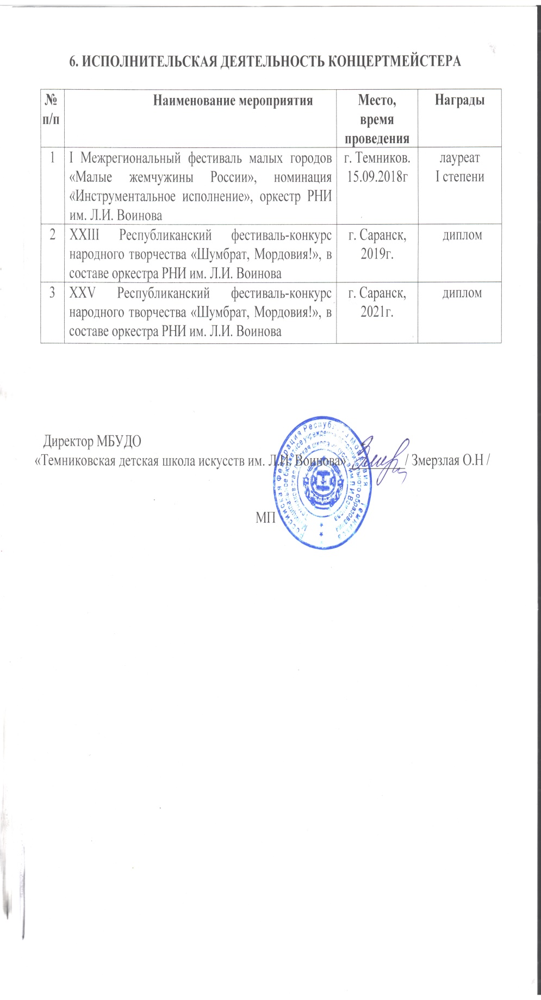 6. ИСПОЛНИТЕЛЬСКАЯ ДЕЯТЕЛЬНОСТЬ КОНЦЕРТМЕЙСТЕРА
№ п/п
Наименование мероприятия
Место, время проведения
Награды
1
I Межрегиональный фестиваль малых городов
«Малые жемчужины России», номинация
«Инструментальное исполнение», оркестр РНИ
им. Л.И. Воинова
г. Темников.
15.09.2018г
лауреат
I степени
2
XXIII Республиканский фестиваль-конкурс
народного творчества «Шумбрат, Мордовия!», в
составе оркестра РНИ им. Л.И. Воинова
г. Саранск,
2019г.
диплом
3
XXV Республиканский фестиваль-конкурс
народного творчества «Шумбрат, Мордовия!», в
составе оркестра РНИ им. Л.И. Воинова
г. Саранск,
2021г.
диплом
Директор МБУДО
«Темниковская детская школа искусств им. Л.И. Воинова» / Змерзлая О.Н /
МП
Российская Федерация Республика Мордовия